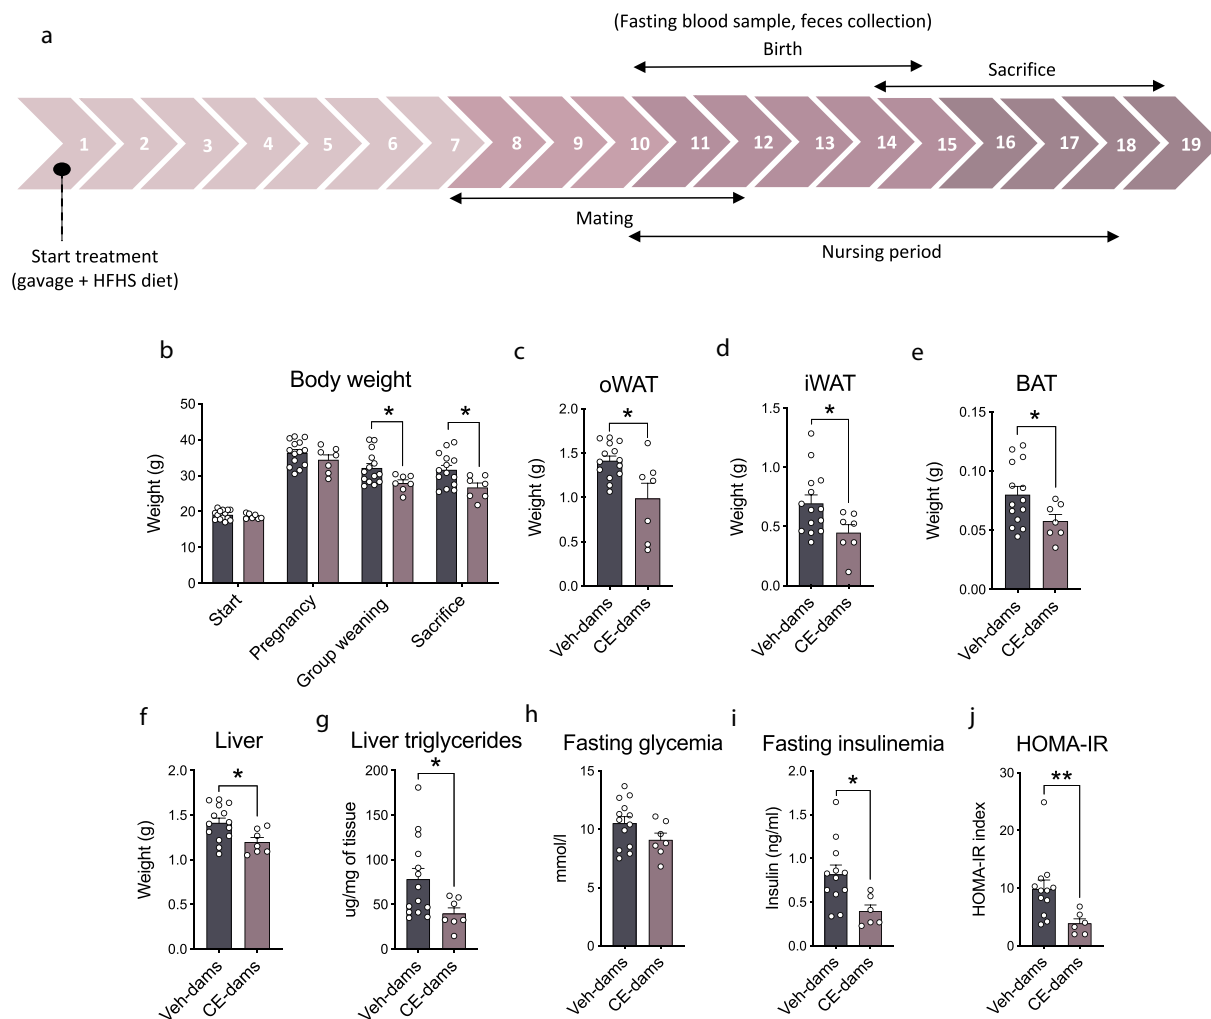 a
(Fasting blood sample, feces collection)
Birth
Sacrifice
1 2 3 4 5 6 7 8 9 10 11 12 13 14 15 16 17 18 19
Mating
Start treatment
(gavage + HFHS diet)
Nursing period
b
Body weight
Weight (g)
50
40
30
20
10
0
*
*
Start
Pregnancy
Group weaning
Sacrifice
c
oWAT
Weight (g)
2.0
1.5
1.0
0.5
0.0
*
Veh-dams
CE-dams
d
iWAT
Weight (g)
1.5
1.0
0.5
0.0
*
Veh-dams
CE-dams
e
BAT
Weight (g)
0.15
0.10
0.05
0.00
*
Veh-dams
CE-dams
f
Liver
Weight (g)
2.0
1.5
1.0
0.5
0.0
*
Veh-dams
CE-dams
g
Liver triglycerides
ug/mg of tissue
200
150
100
50
0
*
Veh-dams
CE-dams
h
Fasting glycemia
mmol/l
15
10
5
0
Veh-dams
CE-dams
i
Fasting insulinemia
Insulin (ng/ml)
2.0
1.5
1.0
0.5
0.0
*
Veh-dams
CE-dams
j
HOMA-IR
HOMA-IR index
30
20
10
0
**
Veh-dams
CE-dams